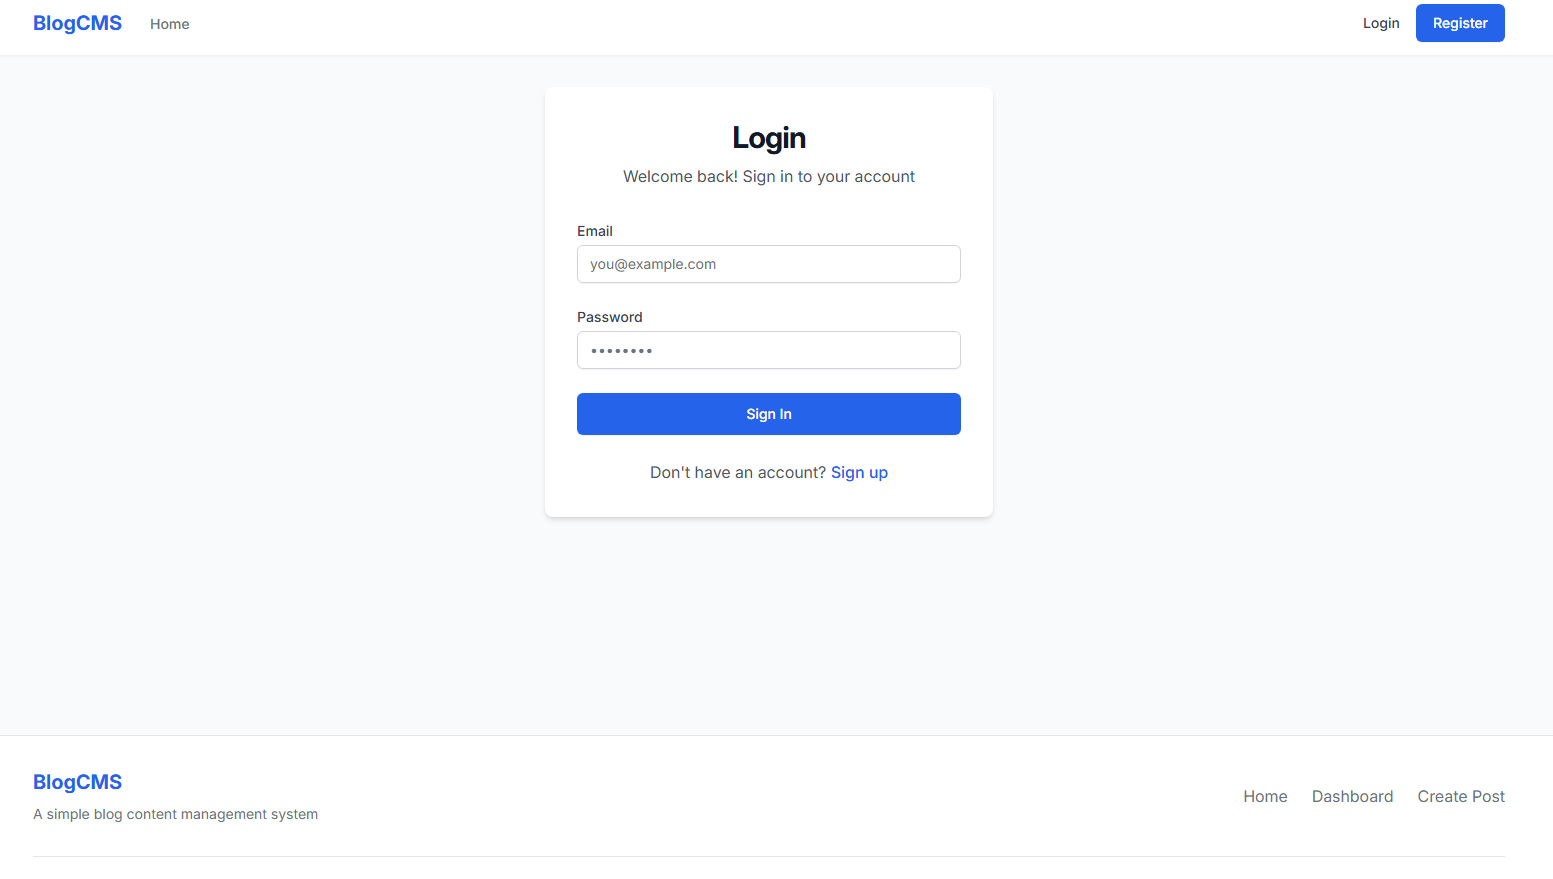 BlogCMS Home Login Register
Login
Welcome back! Sign in to your account
Email
you@example.com
Password
••••••••
Sign In
Don't have an account? Sign up
BlogCMS
A simple blog content management system
Home Dashboard Create Post